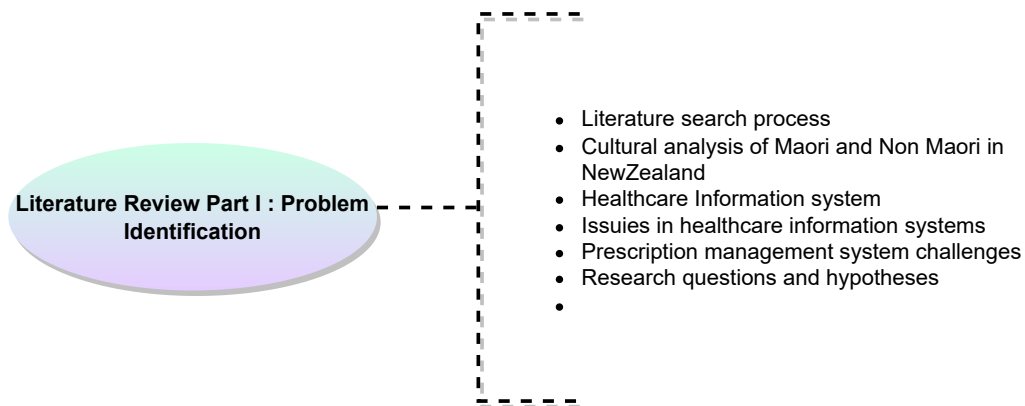 Literature Review Part I : Problem
Identification
• Literature search process
• Cultural analysis of Maori and Non Maori in
NewZealand
• Healthcare Information system
• Issuies in healthcare information systems
• Prescription management system challenges
• Research questions and hypotheses
•